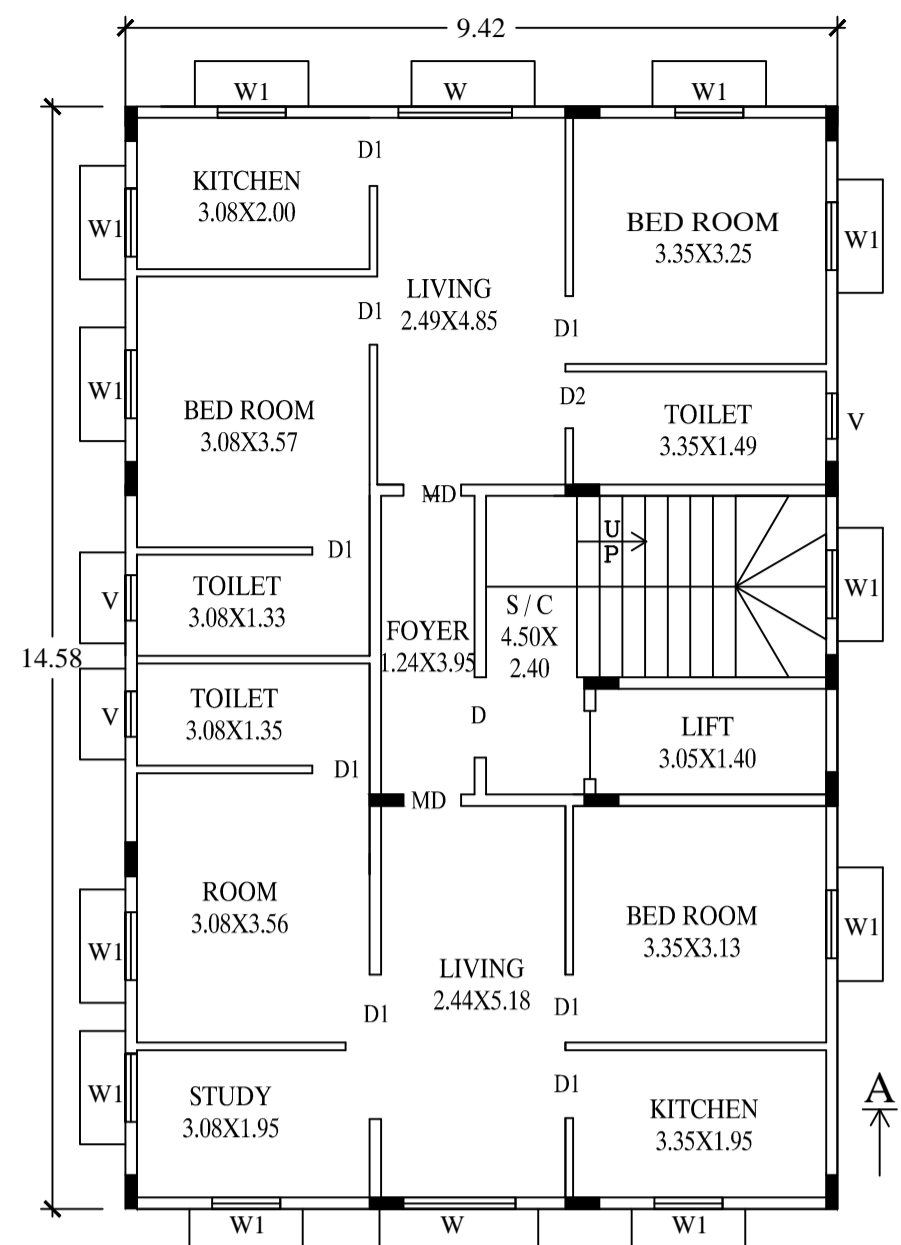 9.42
W1
W
W1
D1
KITCHEN
3.08X2.00
BED ROOM
3.35X3.25
W1
W1
LIVING
2.49X4.85
D1
D1
W1
D2
BED ROOM
3.08X3.57
TOILET
3.35X1.49
V
MD
UP
D1
TOILET
3.08X1.33
V
W1
S / C
4.50X
2.40
FOYER
1.24X3.95
14.58
TOILET
3.08X1.35
V
D
LIFT
3.05X1.40
D1
MD
ROOM
3.08X3.56
BED ROOM
3.35X3.13
W1
W1
LIVING
2.44X5.18
D1
D1
W1
STUDY
3.08X1.95
D1
KITCHEN
3.35X1.95
A
W1
W
W1